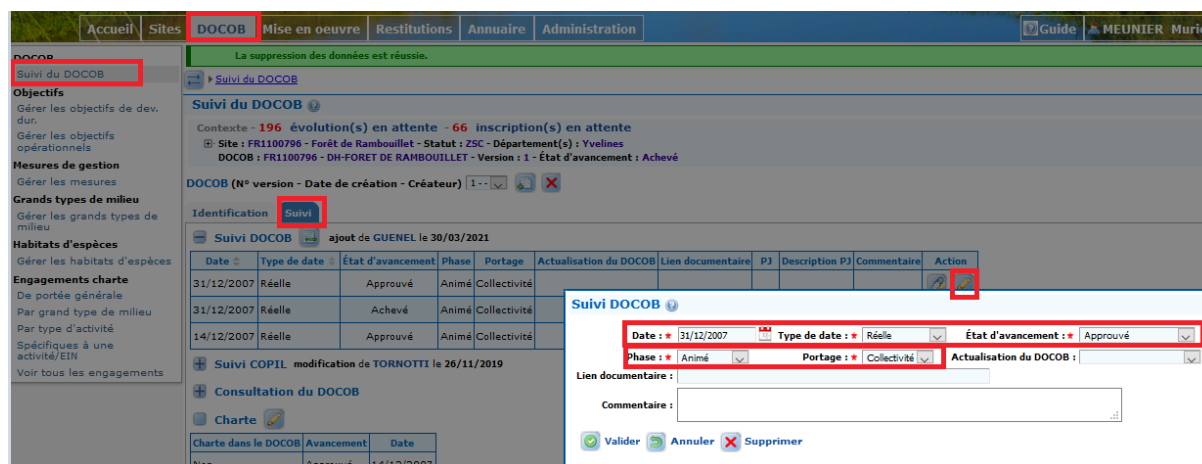 Accueil Sites DOCOB Mise en oeuvre Restitutions Annuaire Administration Guide MEUNIER
DOCOB
Suivi du DOCOB
Objectifs
Gérer les objectifs de dev.
dur.
Gérer les objectifs
opérationnels
Mesures de gestion
Gérer les mesures
Grands types de milieu
Gérer les grands types de
milieu
Habitats d'espèces
Gérer les habitats d'espèces
Engagements charte
De portée générale
Par grand type de milieu
Par type d'activité
Spécifiques à une
activité/EIN
Voir tous les engagements
La suppression des données est réussie.
Suivi du DOCOB
Suivi du DOCOB
Contexte - 196 évolution(s) en attente - 66 inscription(s) en attente
Site : FR1100796 - Forêt de Rambouillet - Statut : ZSC - Département(s) : Yvelines
DOCOB : FR1100796 - DH-FORET DE RAMBOUILLET - Version : 1 - État d'avancement : Achevé
DOCOB (N° version - Date de création - Créateur) 1 - -
Identification Suivi
Suivi DOCOB ajout de GUENEL le 30/03/2021
Date Type de date État d'avancement Phase Portage Actualisation du DOCOB Lien documentaire PJ Description PJ Commentaire Action
31/12/2007 Réelle Approuvé Animé Collectivité
31/12/2007 Réelle Achevé Animé Collectivité
14/12/2007 Réelle Approuvé Animé Collectivité
Suivi COPIL modification de TORNOTTI le 26/11/2019
Consultation du DOCOB
Charte
Charte dans le DOCOB Avancement Date
Suivi DOCOB
Date : * 31/12/2007 Type de date : * Réelle État d'avancement : * Approuvé
Phase : * Animé Portage : * Collectivité Actualisation du DOCOB :
Lien documentaire :
Commentaire :
Valider Annuler Supprimer